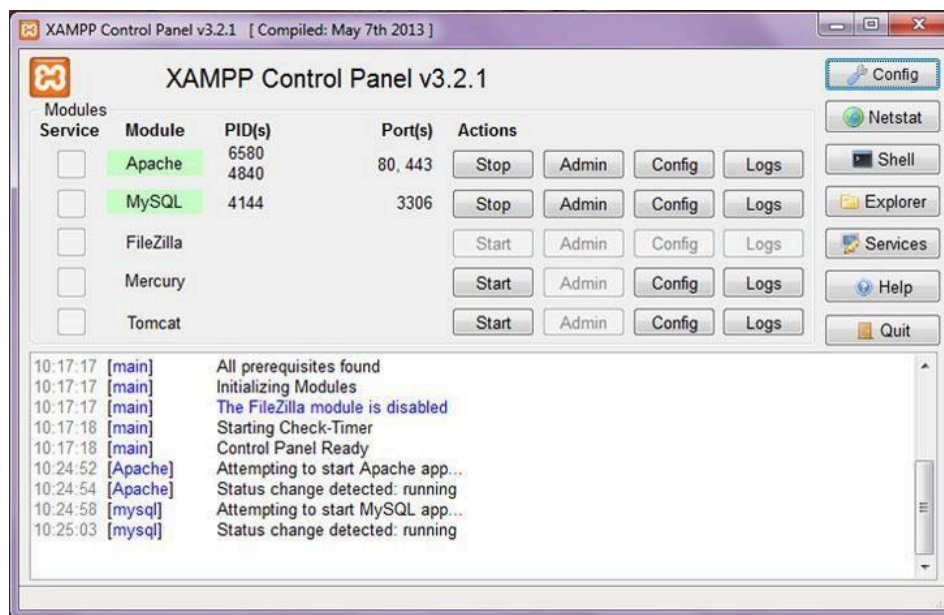 XAMPP Control Panel v3.2.1 [ Compiled: May 7th 2013 ]
XAMPP Control Panel v3.2.1
Config
Modules
Service Module PID(s) Port(s) Actions
Netstat
Apache 6580 4840 80, 443 Stop Admin Config Logs
Shell
MySQL 4144 3306 Stop Admin Config Logs
Explorer
FileZilla Start Admin Config Logs
Services
Mercury Start Admin Config Logs
Help
Tomcat Start Admin Config Logs
Quit
10:17:17 [main] All prerequisites found
10:17:17 [main] Initializing Modules
10:17:17 [main] The FileZilla module is disabled
10:17:18 [main] Starting Check-Timer
10:17:18 [main] Control Panel Ready
10:24:52 [Apache] Attempting to start Apache app...
10:24:54 [Apache] Status change detected: running
10:24:58 [mysql] Attempting to start MySQL app...
10:25:03 [mysql] Status change detected: running